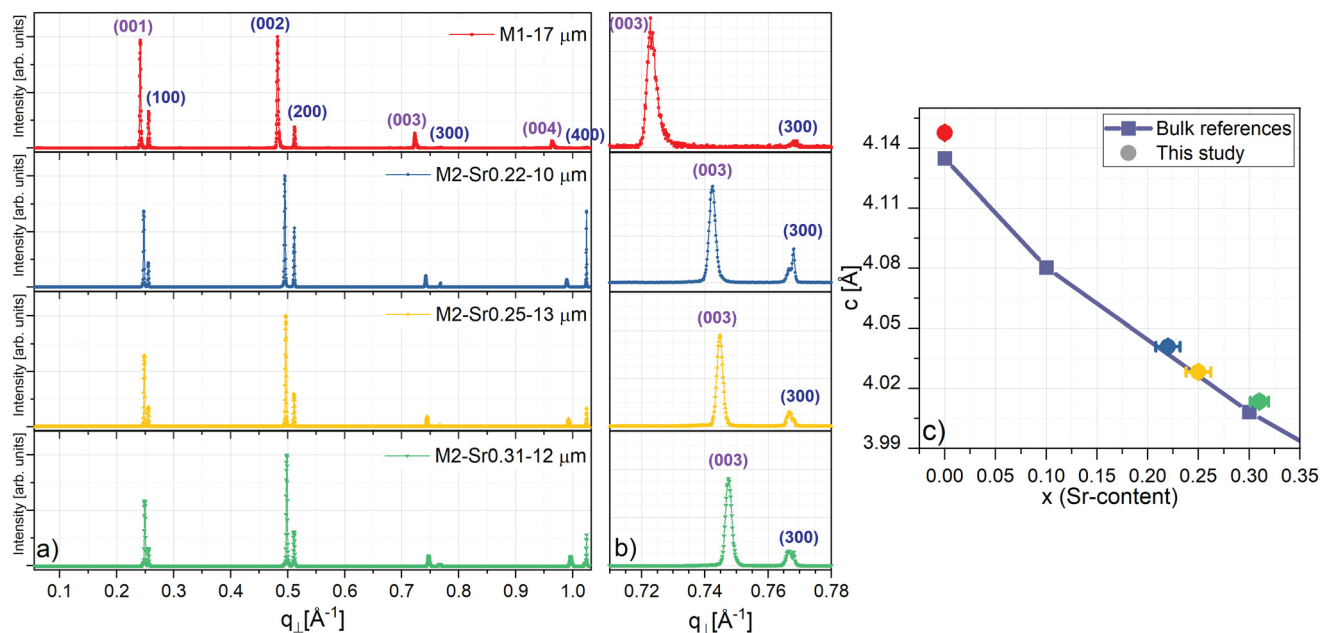 (001)
(002)
M1-17 μm
(100)
(200)
(003)
(300)
(004)
(400)
Intensity [arb. units]
M2-Sr0.22-10 μm
Intensity [arb. units]
M2-Sr0.25-13 μm
Intensity [arb. units]
M2-Sr0.31-12 μm
Intensity [arb. units]
a)
0.1 0.2 0.3 0.4 0.5 0.6 0.7 0.8 0.9 1.0
q⊥[Å⁻¹]
(003)
(300)
(003)
(300)
(003)
(300)
(003)
(300)
b)
0.72 0.74 0.76 0.78
q⊥[Å⁻¹]
Bulk references
This study
4.14
4.11
4.08
4.05
4.02
3.99
c [Å]
c)
0.00 0.05 0.10 0.15 0.20 0.25 0.30 0.35
x (Sr-content)